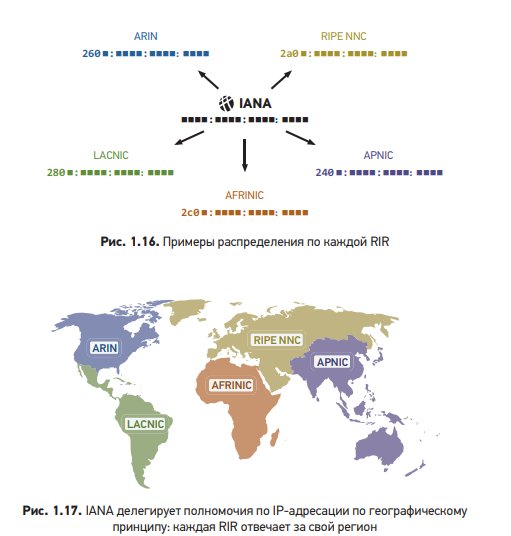 ARIN
260■:■■■■:■■■■:■■■■
RIPE NNC
2a0■:■■■■:■■■■:■■■■
IANA
■■■■:■■■■:■■■■:■■■■
LACNIC
280■:■■■■:■■■■:■■■■
APNIC
240■:■■■■:■■■■:■■■■
AFRINIC
2c0■:■■■■:■■■■:■■■■
Рис. 1.16. Примеры распределения по каждой RIR
ARIN
RIPE NNC
APNIC
AFRINIC
LACNIC
Рис. 1.17. IANA делегирует полномочия по IP-адресации по географическому
принципу: каждая RIR отвечает за свой регион